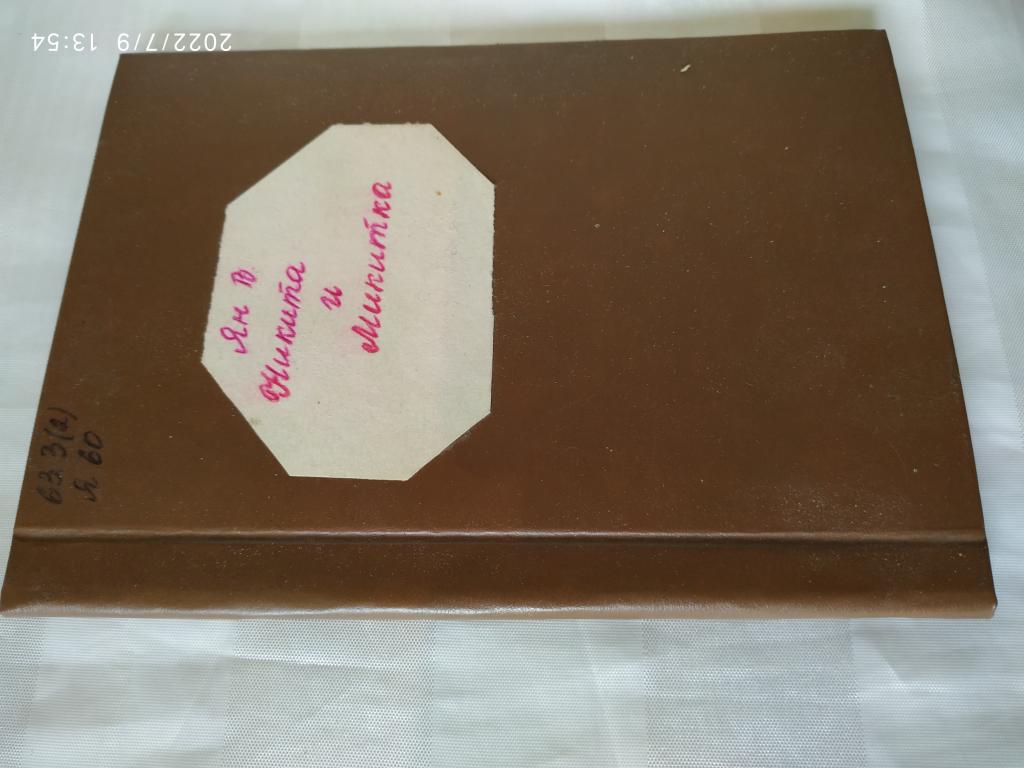 63.3(2)
Я 60
Ян В.
Никита
и
Микитка
2022/7/9 13:54